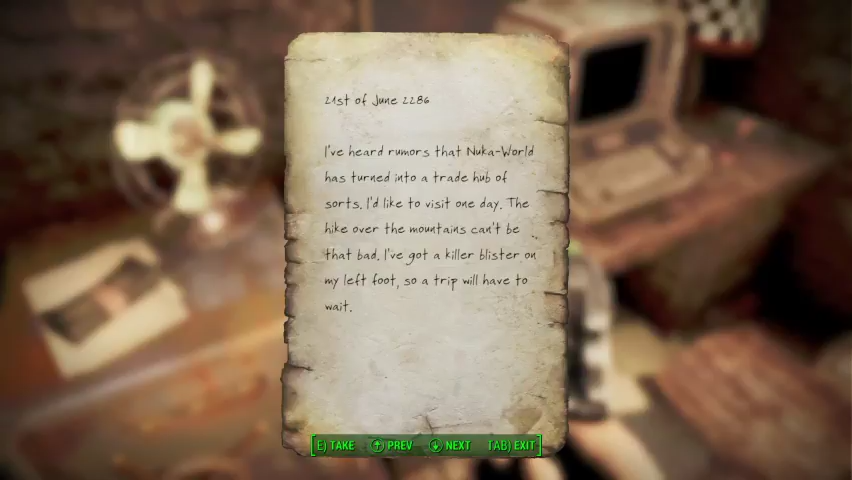 21st of June 2286
I've heard rumors that Nuka-World
has turned into a trade hub of
sorts. I'd like to visit one day. The
hike over the mountains can't be
that bad. I've got a killer blister on
my left foot, so a trip will have to
wait.
E) TAKE PREV NEXT TAB) EXIT